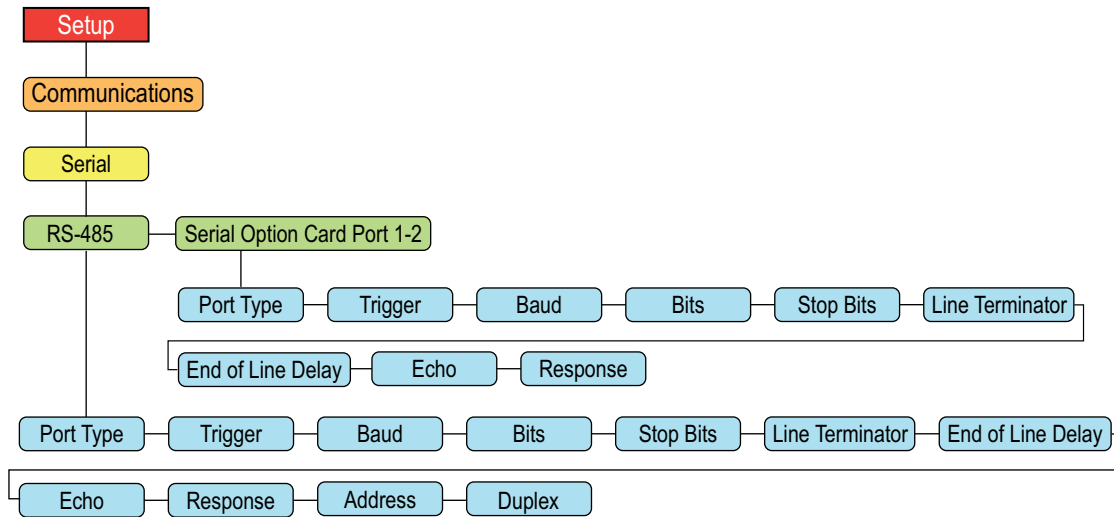 Setup
Communications
Serial
RS-485 Serial Option Card Port 1-2
Port Type Trigger Baud Bits Stop Bits Line Terminator
End of Line Delay Echo Response
Port Type Trigger Baud Bits Stop Bits Line Terminator End of Line Delay
Echo Response Address Duplex